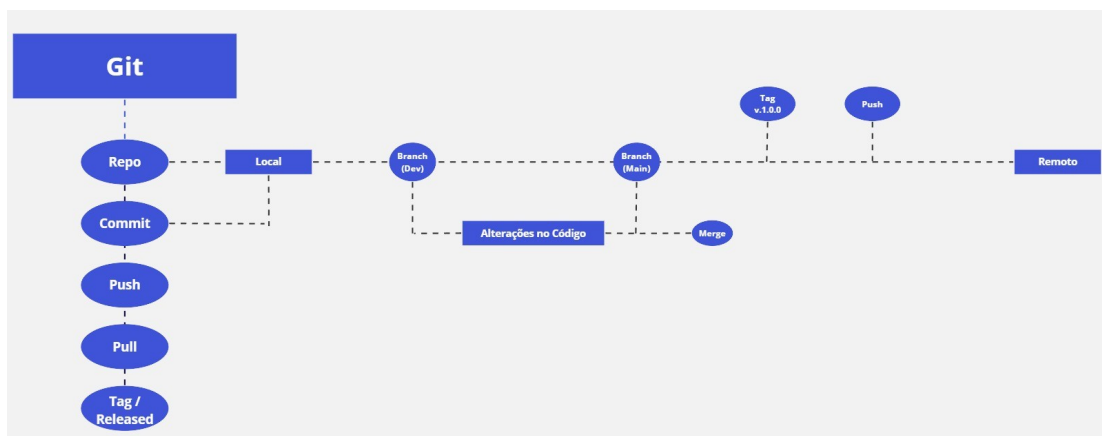 Git
Repo
Commit
Push
Pull
Tag /
Released
Local
Branch
(Dev)
Alterações no Código
Branch
(Main)
Merge
Tag
v.1.0.0
Push
Remoto